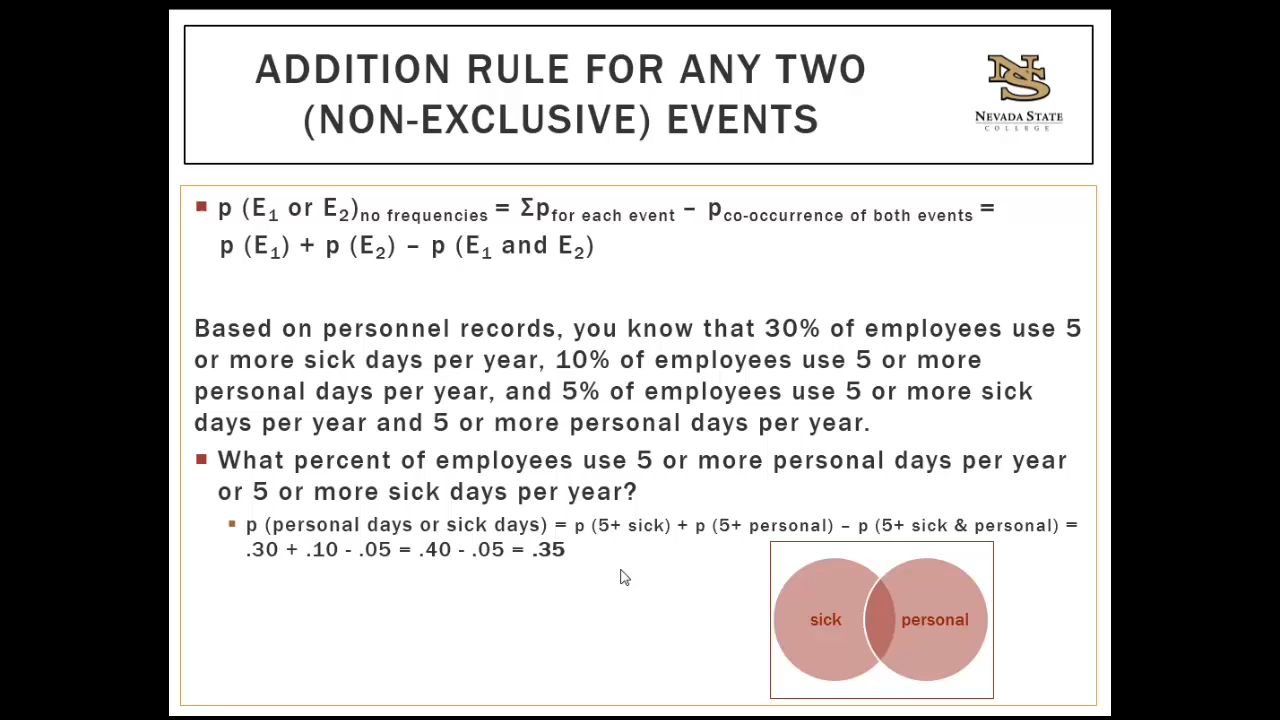 ADDITION RULE FOR ANY TWO
(NON-EXCLUSIVE) EVENTS
NEVADA STATE
COLLEGE
p (E1 or E2)no frequencies = Σpfor each event – pco-occurrence of both events =
p (E1) + p (E2) – p (E1 and E2)
Based on personnel records, you know that 30% of employees use 5
or more sick days per year, 10% of employees use 5 or more
personal days per year, and 5% of employees use 5 or more sick
days per year and 5 or more personal days per year.
What percent of employees use 5 or more personal days per year
or 5 or more sick days per year?
p (personal days or sick days) = p (5+ sick) + p (5+ personal) – p (5+ sick & personal) =
.30 + .10 - .05 = .40 - .05 = .35
sick
personal